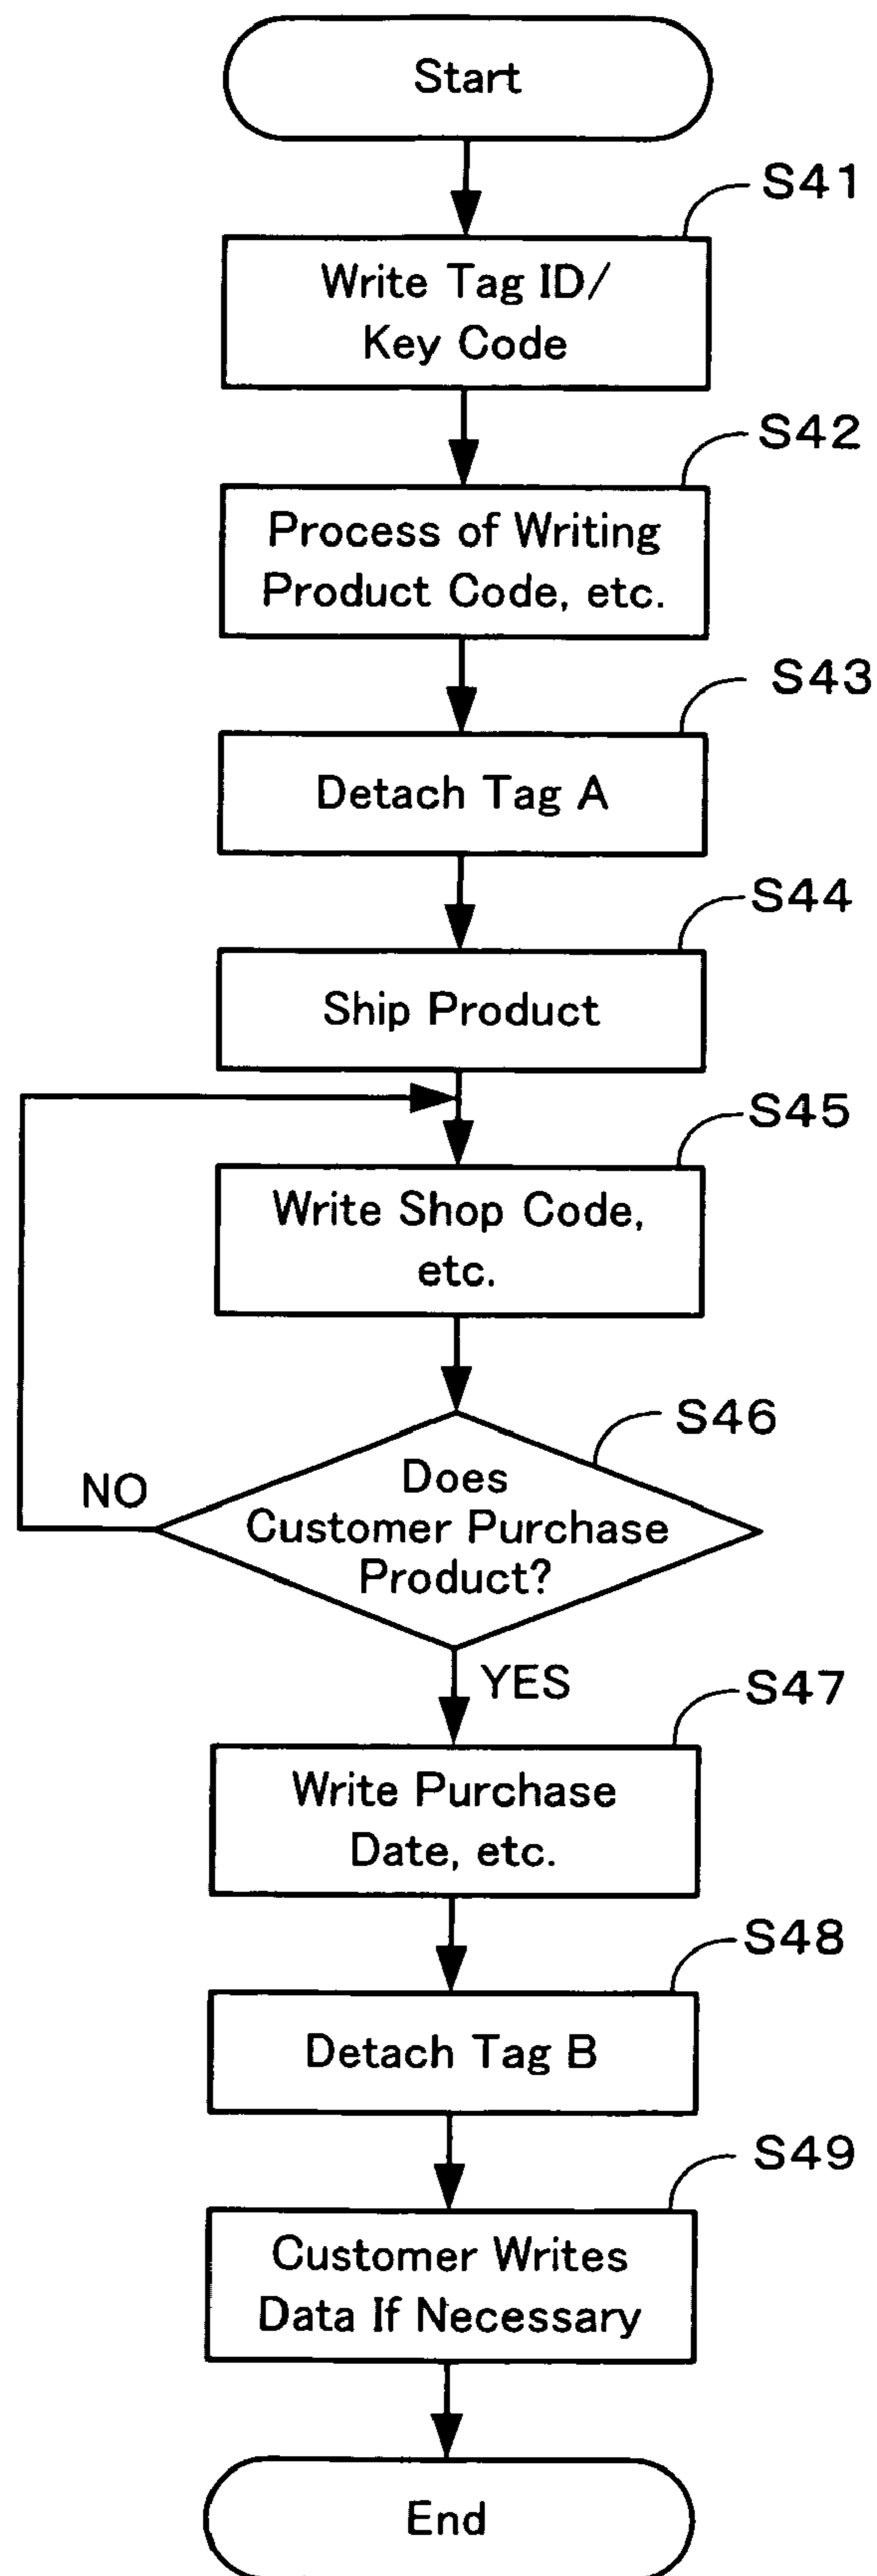 Start
S41
Write Tag ID/
Key Code
S42
Process of Writing
Product Code, etc.
S43
Detach Tag A
S44
Ship Product
S45
Write Shop Code,
etc.
S46
Does
Customer Purchase
Product?
NO
YES
S47
Write Purchase
Date, etc.
S48
Detach Tag B
S49
Customer Writes
Data If Necessary
End